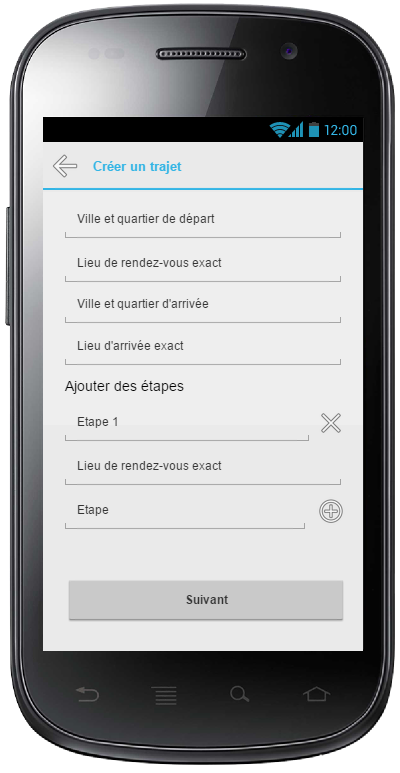 12:00
Créer un trajet
Ville et quartier de départ
Lieu de rendez-vous exact
Ville et quartier d'arrivée
Lieu d'arrivée exact
Ajouter des étapes
Etape 1
Lieu de rendez-vous exact
Etape
Suivant